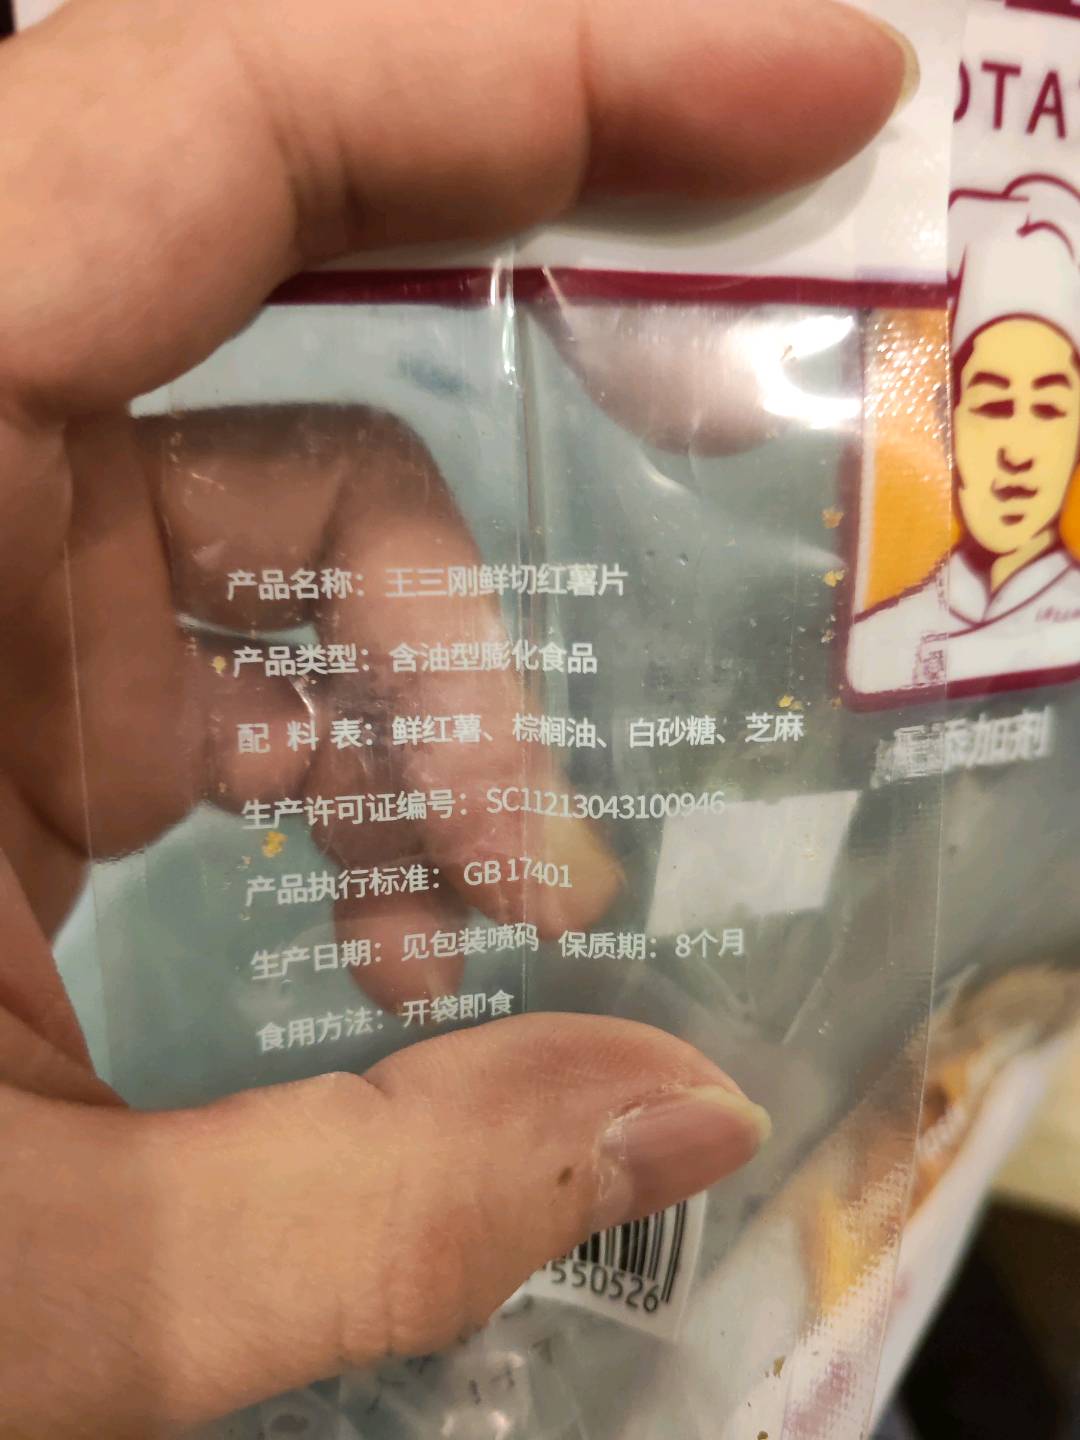 OTA
产品名称：王三刚鲜切红薯片
产品类型：含油型膨化食品
配 料 表：鲜红薯、棕榈油、白砂糖、芝麻
添加剂
生产许可证编号：SC11213043100946
产品执行标准：GB 17401
生产日期：见包装喷码 保质期：8个月
食用方法：开袋即食
550526